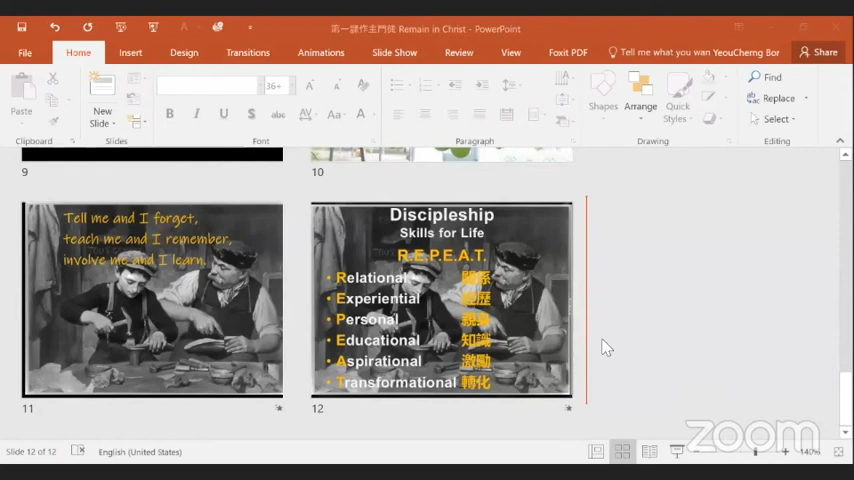 第一課作主門徒 Remain in Christ - PowerPoint
File Home Insert Design Transitions Animations Slide Show Review View Foxit PDF Tell me what you wan YeouCherng Bor Share
36+
Paste
New Slide
Arrange
Shapes
Quick Styles
Find
Replace
Select
Clipboard Slides Font Paragraph Drawing Editing
9 10
Tell me and I forget,
teach me and I remember,
involve me and I learn.
11
Discipleship
Skills for Life
R.E.P.E.A.T.
• Relational 關係
• Experiential 經歷
• Personal 親身
• Educational 知識
• Aspirational 激勵
• Transformational 轉化
12
Slide 12 of 12 English (United States) 140%
zoom